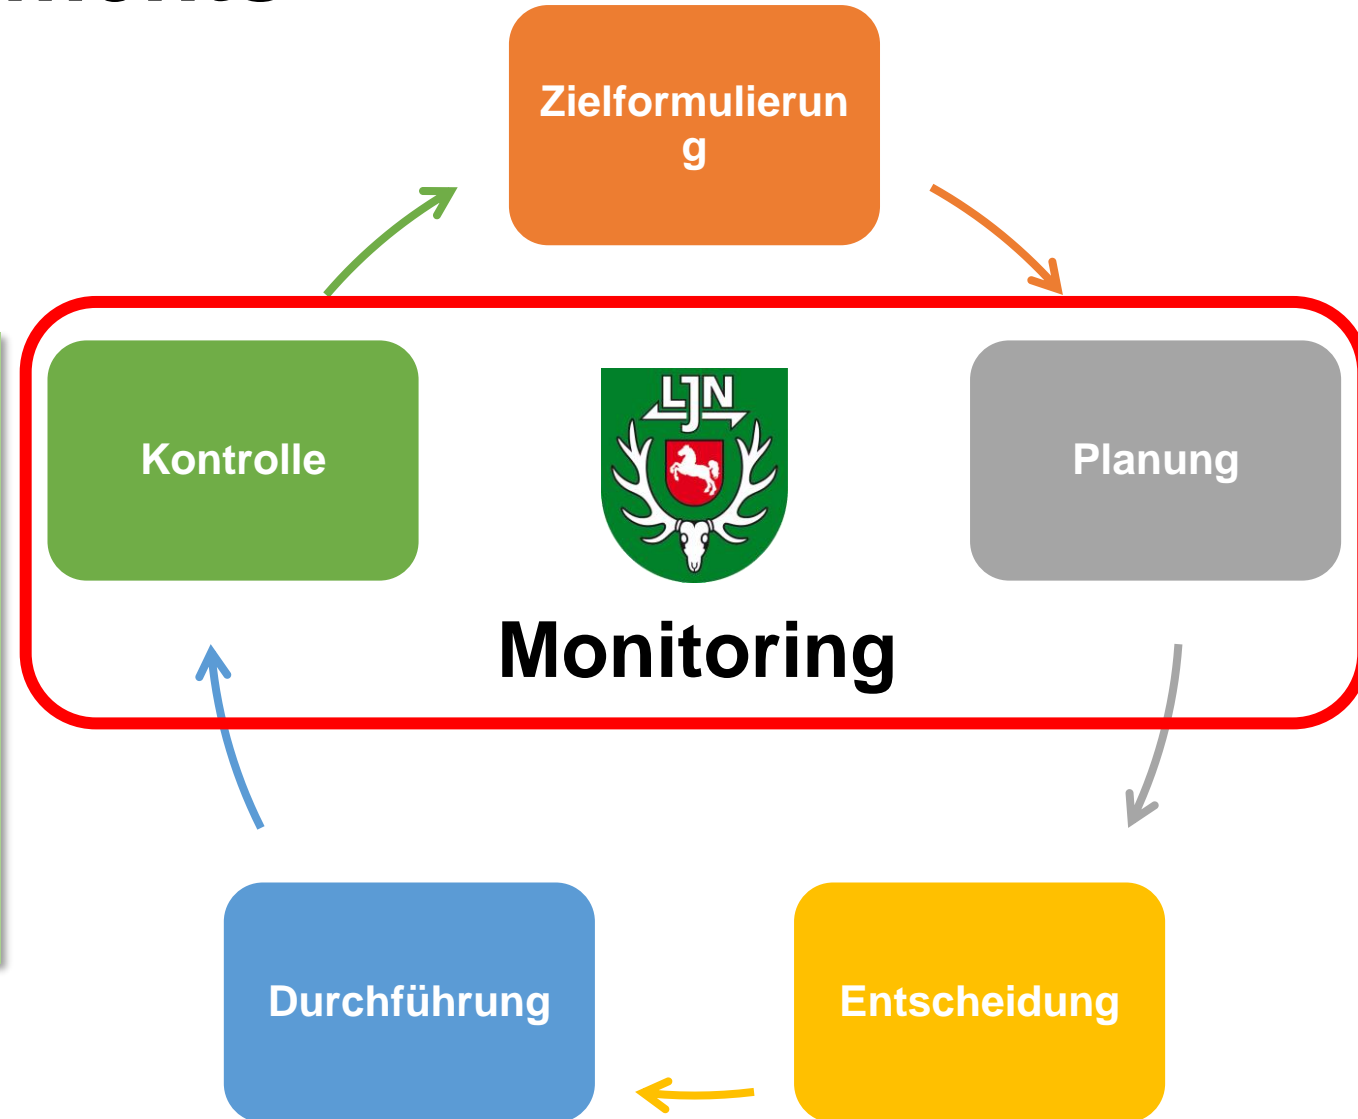 Zielformulierun
g
Kontrolle
LJN
Planung
Monitoring
Durchführung
Entscheidung